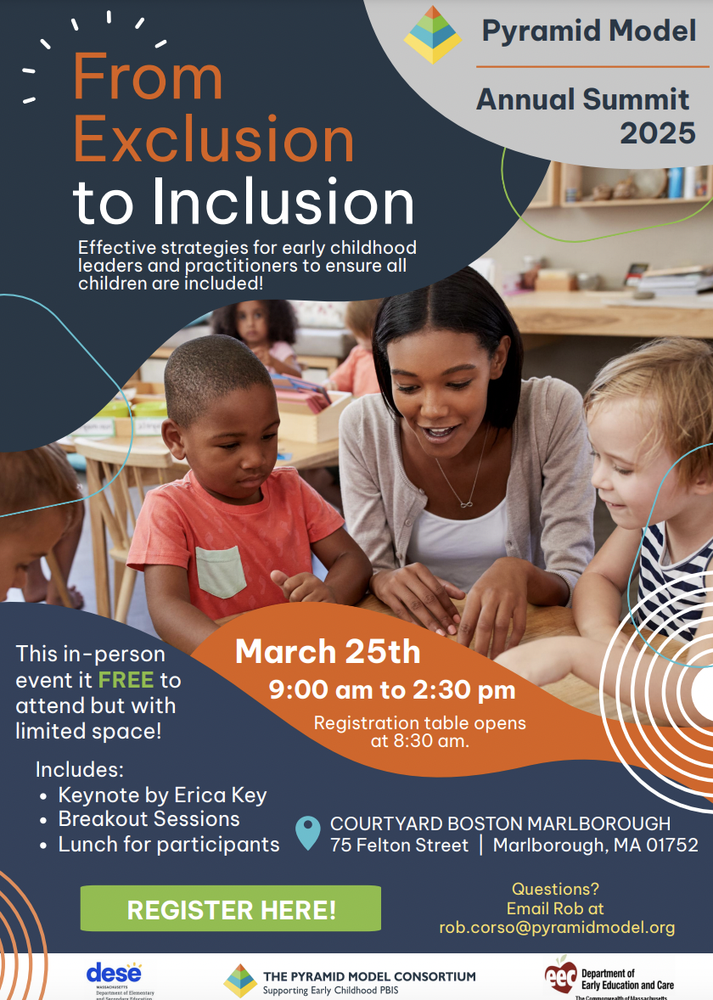 Pyramid Model
Annual Summit
2025
From
Exclusion
to Inclusion
Effective strategies for early childhood
leaders and practitioners to ensure all
children are included!
This in-person
event it FREE to
attend but with
limited space!
Includes:
• Keynote by Erica Key
• Breakout Sessions
• Lunch for participants
March 25th
9:00 am to 2:30 pm
Registration table opens
at 8:30 am.
COURTYARD BOSTON MARLBOROUGH
75 Felton Street | Marlborough, MA 01752
REGISTER HERE!
Questions?
Email Rob at
rob.corso@pyramidmodel.org
dese
MASSACHUSETTS
Department of Elementary
and Secondary Education
THE PYRAMID MODEL CONSORTIUM
Supporting Early Childhood PBIS
eec
Department of
Early Education and Care
The Commonwealth of Massachusetts